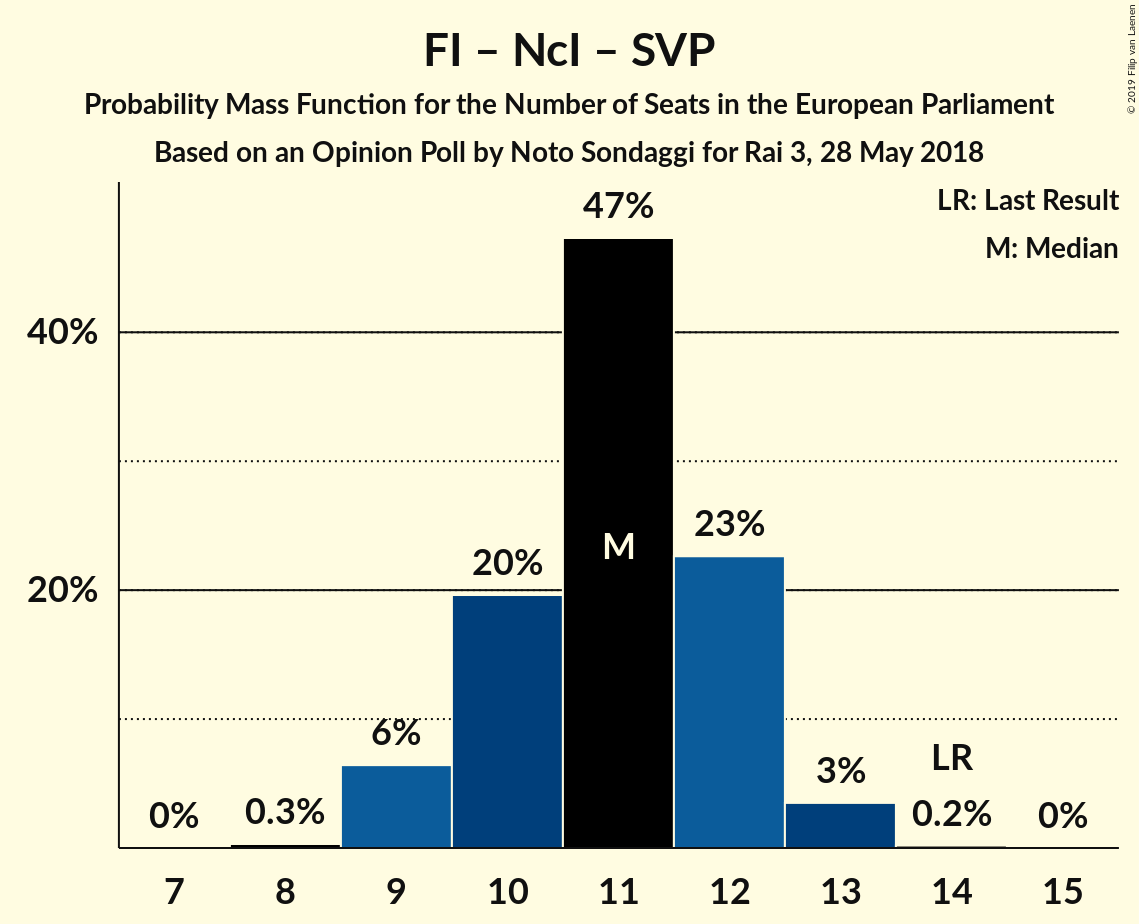 FI – NcI – SVP
Probability Mass Function for the Number of Seats in the European Parliament
Based on an Opinion Poll by Noto Sondaggi for Rai 3, 28 May 2018
© 2019 Filip van Laenen
LR: Last Result
M: Median
47%
40%
23%
M
20%
20%
6%
LR
3%
0%
0.3%
0.2%
0%
7 8 9 10 11 12 13 14 15